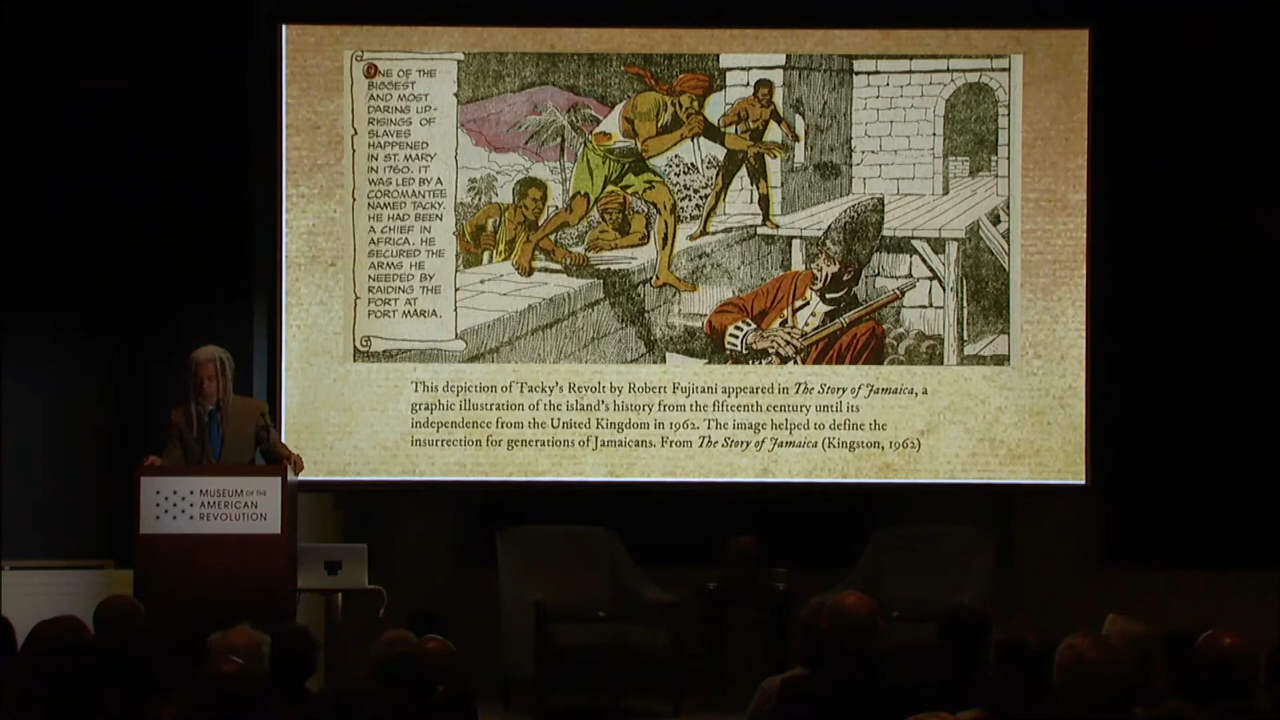 ONE OF THE
BIGGEST
AND MOST
DARING UP-
RISINGS OF
SLAVES
HAPPENED
IN ST. MARY
IN 1760. IT
WAS LED BY A
COROMANTEE
NAMED TACKY.
HE HAD BEEN
A CHIEF IN
AFRICA. HE
SECURED THE
ARMS HE
NEEDED BY
RAIDING THE
FORT AT
PORT MARIA.
This depiction of Tacky's Revolt by Robert Fujitani appeared in The Story of Jamaica, a
graphic illustration of the island's history from the fifteenth century until its
independence from the United Kingdom in 1962. The image helped to define the
insurrection for generations of Jamaicans. From The Story of Jamaica (Kingston, 1962)
MUSEUM OF THE
AMERICAN
REVOLUTION